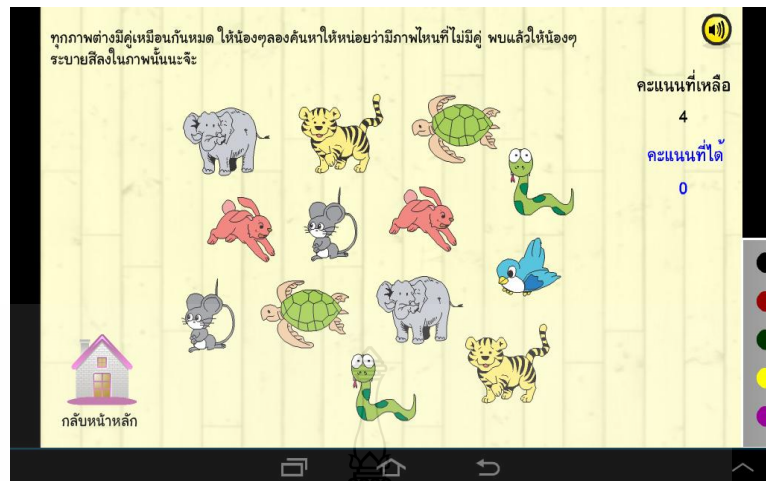 ทุกภาพต่างมีคู่เหมือนกันหมด ให้น้องๆลองค้นหาให้หน่อยว่ามีภาพไหนที่ไม่มีคู่ พบแล้วให้น้องๆ
ระบายสีลงในภาพนั้นนะจ๊ะ
คะแนนที่เหลือ
4
คะแนนที่ได้
0
กลับหน้าหลัก